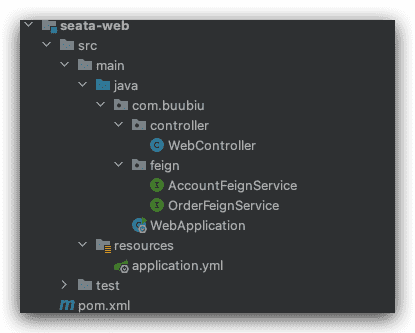 seata-web
src
main
java
com.buubiu
controller
WebController
feign
AccountFeignService
OrderFeignService
WebApplication
resources
application.yml
test
pom.xml